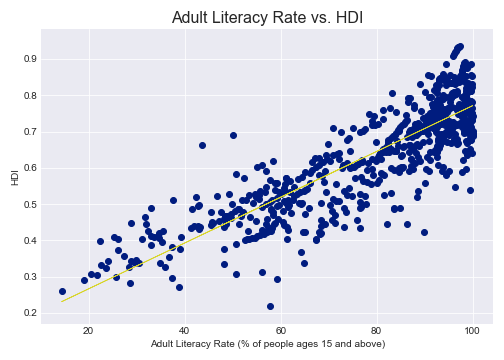 Adult Literacy Rate vs. HDI
HDI
0.9
0.8
0.7
0.6
0.5
0.4
0.3
0.2
20 40 60 80 100
Adult Literacy Rate (% of people ages 15 and above)